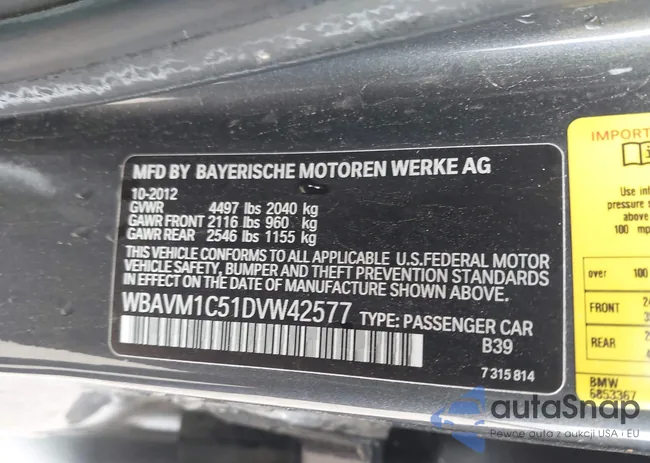 MFD BY BAYERISCHE MOTOREN WERKE AG
10-2012
GVWR 4497 lbs 2040 kg
GAWR FRONT 2116 lbs 960 kg
GAWR REAR 2546 lbs 1155 kg
THIS VEHICLE CONFORMS TO ALL APPLICABLE U.S.FEDERAL MOTOR
VEHICLE SAFETY, BUMPER AND THEFT PREVENTION STANDARDS
IN EFFECT ON THE DATE OF MANUFACTURE SHOWN ABOVE.
WBAVM1C51DVW42577 TYPE: PASSENGER CAR
B39
7 315 814
IMPORT
Use in
pressure
above
100 mp
over 100
FRONT
REAR
BMW
6853367
autoSnap
Pewne auta z aukcji USA i EU